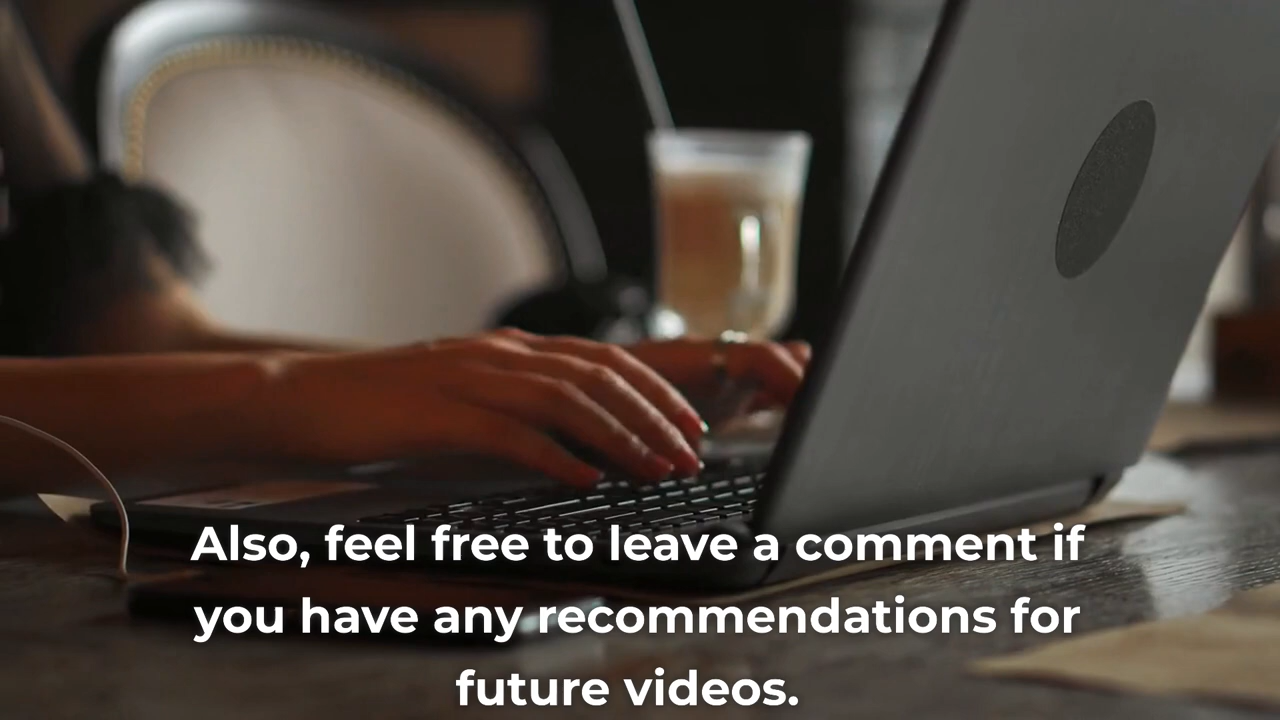 Also, feel free to leave a comment if
you have any recommendations for
future videos.